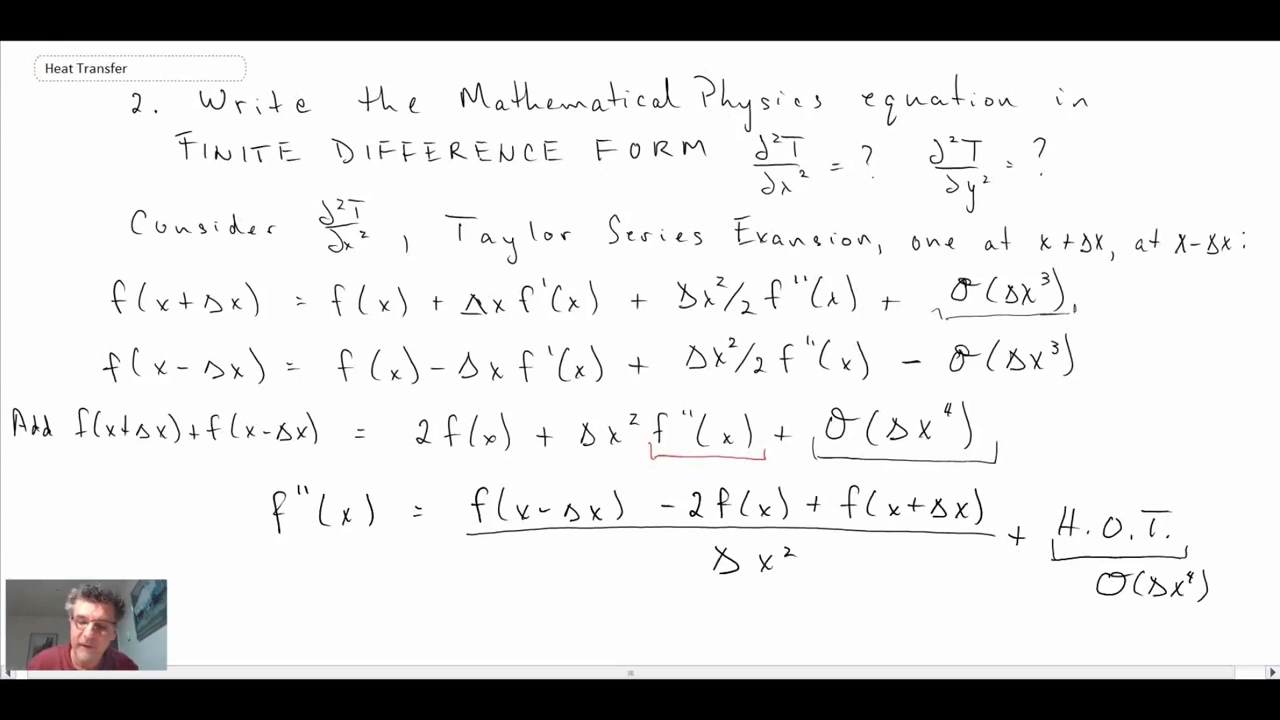 Heat Transfer
2. Write the Mathematical Physics equation in
FINITE DIFFERENCE FORM ∂²T/∂x² = ? ∂²T/∂y² = ?
Consider ∂²T/∂x², Taylor Series Exansion, one at x+Δx, at x-Δx:
f(x+Δx) = f(x) + Δx f'(x) + Δx²/2 f''(x) + O(Δx³),
f(x-Δx) = f(x) - Δx f'(x) + Δx²/2 f''(x) - O(Δx³)
Add f(x+Δx)+f(x-Δx) = 2f(x) + Δx² f''(x) + O(Δx⁴)
f''(x) = (f(x-Δx) - 2f(x) + f(x+Δx))/Δx² + H.O.T.
O(Δx⁴)